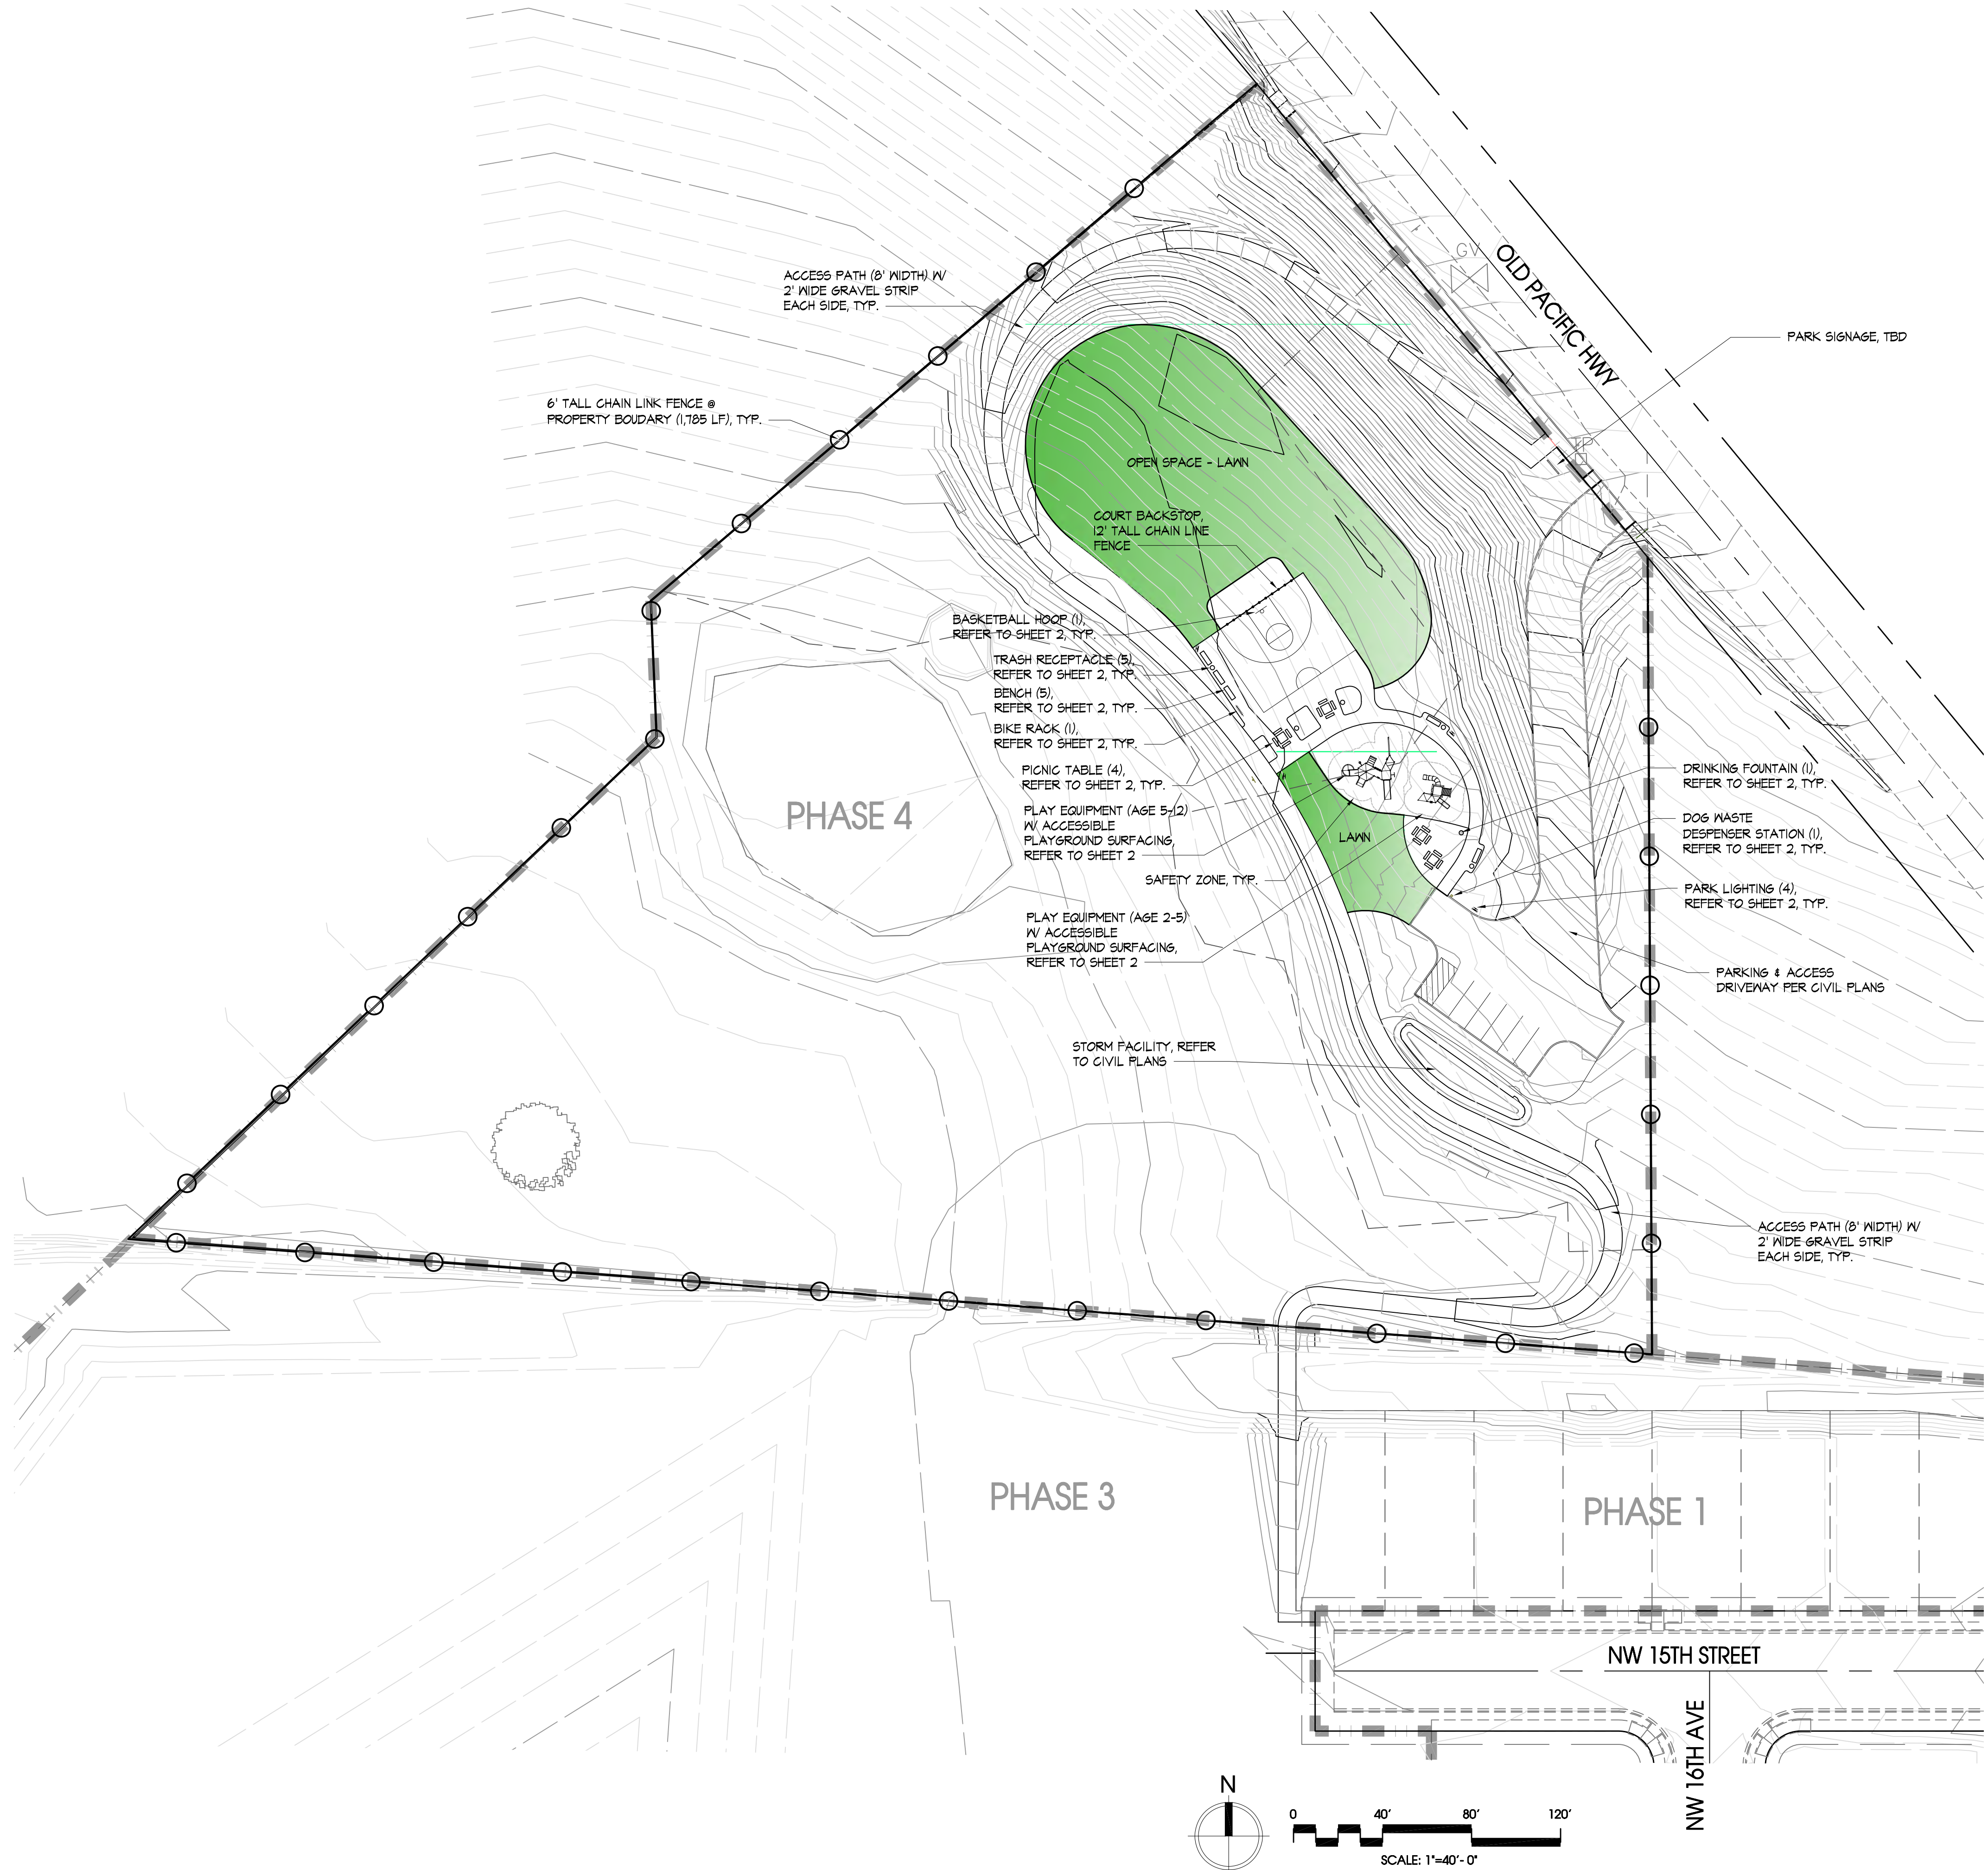 GV
OLD PACIFIC HWY
ACCESS PATH (8' WIDTH) W/
2' WIDE GRAVEL STRIP
EACH SIDE, TYP.
PARK SIGNAGE, TBD
6' TALL CHAIN LINK FENCE @
PROPERTY BOUDARY (1,785 LF), TYP.
OPEN SPACE - LAWN
COURT BACKSTOP,
12' TALL CHAIN LINE
FENCE
BASKETBALL HOOP (1),
REFER TO SHEET 2, TYP.
TRASH RECEPTACLE (5),
REFER TO SHEET 2, TYP.
BENCH (5),
REFER TO SHEET 2, TYP.
BIKE RACK (1),
REFER TO SHEET 2, TYP.
PICNIC TABLE (4),
REFER TO SHEET 2, TYP.
PLAY EQUIPMENT (AGE 5-12)
W/ ACCESSIBLE
PLAYGROUND SURFACING,
REFER TO SHEET 2
SAFETY ZONE, TYP.
PLAY EQUIPMENT (AGE 2-5)
W/ ACCESSIBLE
PLAYGROUND SURFACING,
REFER TO SHEET 2
LAWN
DRINKING FOUNTAIN (1),
REFER TO SHEET 2, TYP.
DOG WASTE
DESPENSER STATION (1),
REFER TO SHEET 2, TYP.
PARK LIGHTING (4),
REFER TO SHEET 2, TYP.
PARKING & ACCESS
DRIVEWAY PER CIVIL PLANS
PHASE 4
STORM FACILITY, REFER
TO CIVIL PLANS
ACCESS PATH (8' WIDTH) W/
2' WIDE GRAVEL STRIP
EACH SIDE, TYP.
PHASE 3
PHASE 1
NW 15TH STREET
NW 16TH AVE
N
0 40' 80' 120'
SCALE: 1"=40'-0"